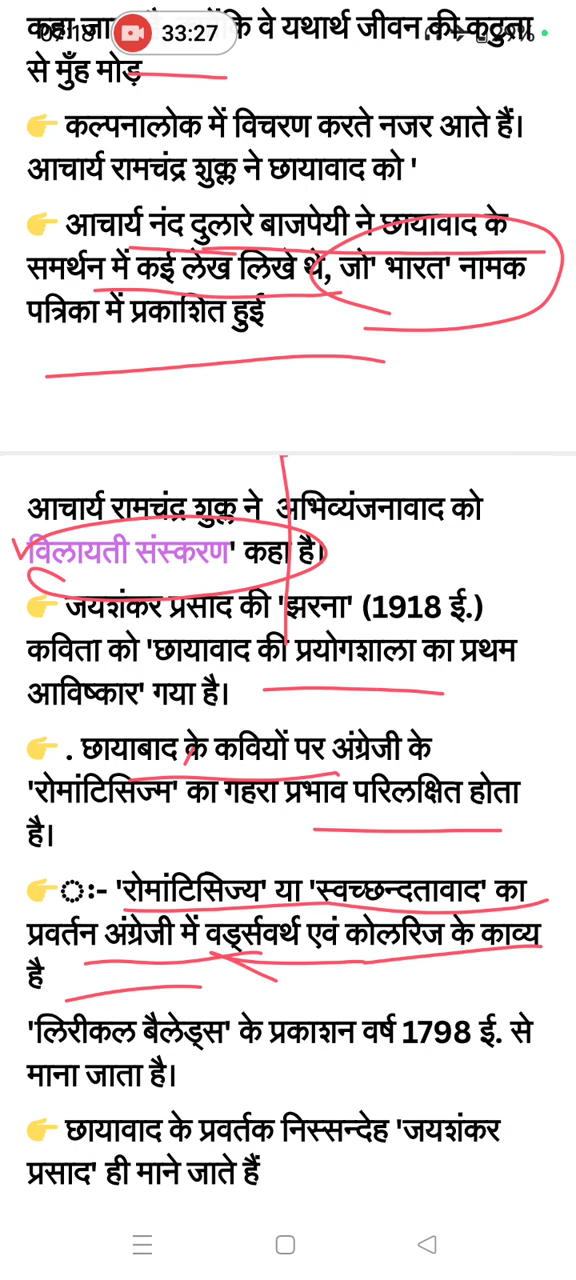 33:27
कि वे यथार्थ जीवन की कटुता
से मुँह मोड़
👉 कल्पनालोक में विचरण करते नजर आते हैं।
आचार्य रामचंद्र शुक्ल ने छायावाद को '
👉 आचार्य नंद दुलारे बाजपेयी ने छायावाद के
समर्थन में कई लेख लिखे थे, जो' भारत' नामक
पत्रिका में प्रकाशित हुई
आचार्य रामचंद्र शुक्ल ने अभिव्यंजनावाद को
विलायती संस्करण' कहा है।
👉 जयशंकर प्रसाद की 'झरना' (1918 ई.)
कविता को 'छायावाद की प्रयोगशाला का प्रथम
आविष्कार' गया है।
👉 . छायाबाद के कवियों पर अंग्रेजी के
'रोमांटिसिज्म' का गहरा प्रभाव परिलक्षित होता
है।
👉ः:- 'रोमांटिसिज्य' या 'स्वच्छन्दतावाद' का
प्रवर्तन अंग्रेजी में वर्ड्सवर्थ एवं कोलरिज के काव्य
है
'लिरीकल बैलेड्स' के प्रकाशन वर्ष 1798 ई. से
माना जाता है।
👉 छायावाद के प्रवर्तक निस्सन्देह 'जयशंकर
प्रसाद' ही माने जाते हैं